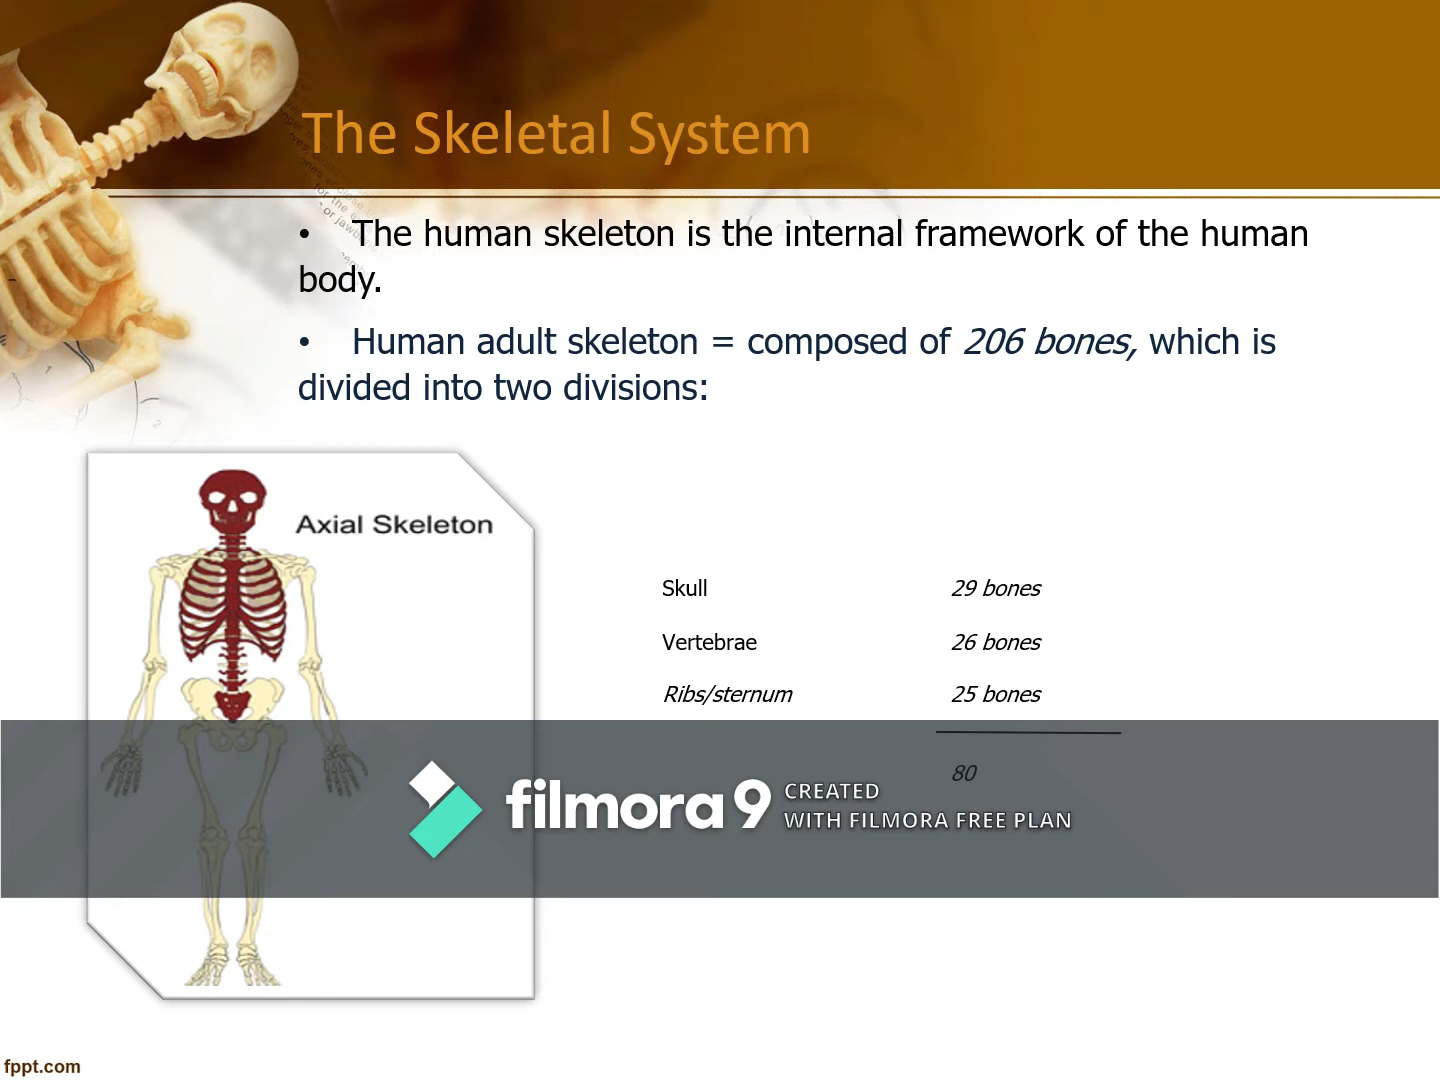 The Skeletal System
• The human skeleton is the internal framework of the human
body.
• Human adult skeleton = composed of 206 bones, which is
divided into two divisions:
Axial Skeleton
Skull 29 bones
Vertebrae 26 bones
Ribs/sternum 25 bones
80
filmora 9 CREATED
WITH FILMORA FREE PLAN
fppt.com